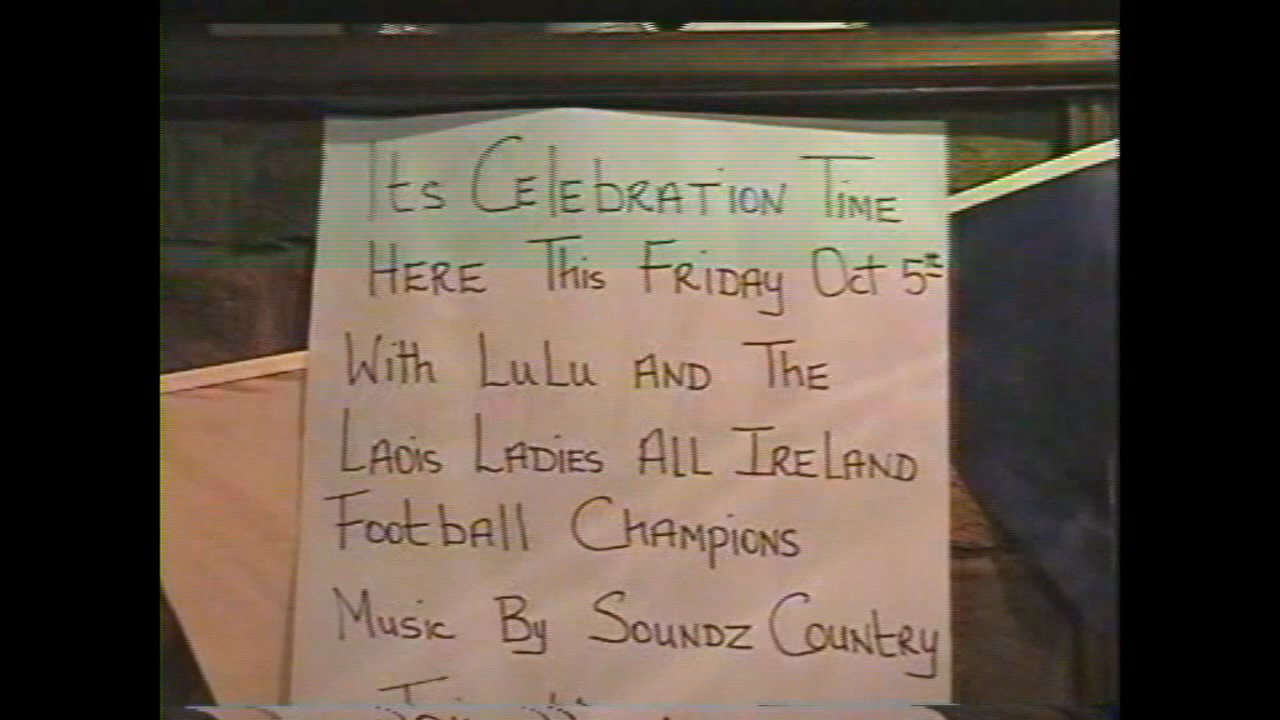 Its Celebration Time
Here This Friday Oct 5th
With LuLu and The
Laois Ladies All Ireland
Football Champions
Music By Soundz Country